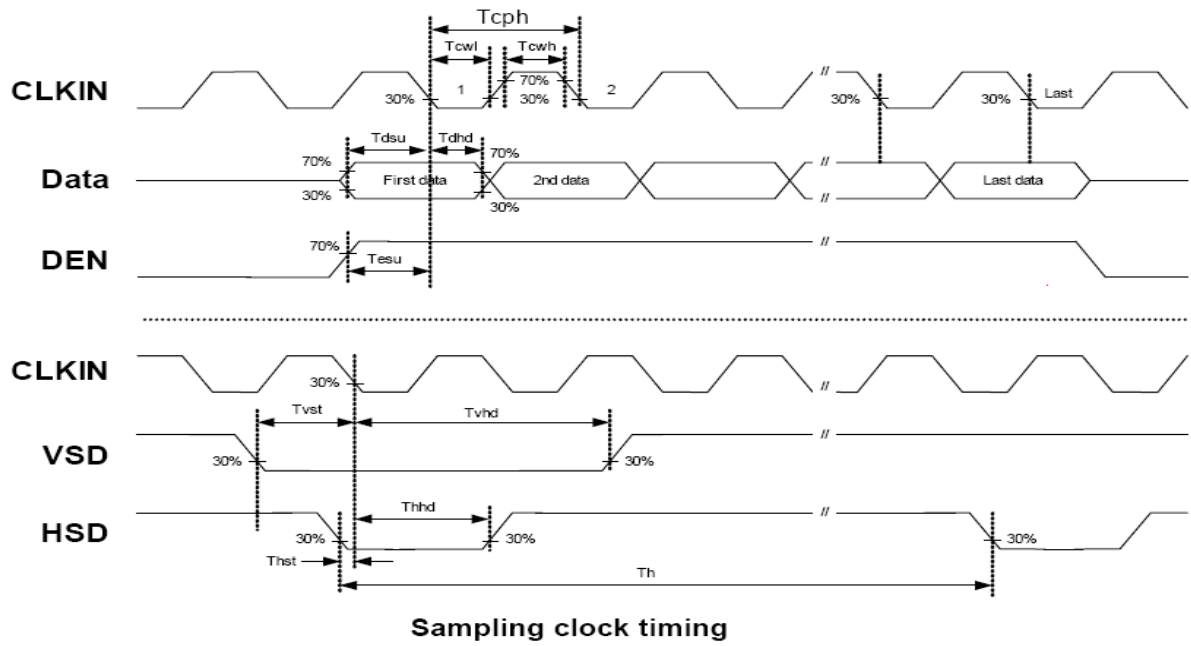 Tcph
Tcwl Tcwh
CLKIN 30% 1 70% 30% 2 // 30% 30% Last
Tdsu Tdhd
Data 70% 30% First data 70% 30% 2nd data // // Last data
DEN 70% Tesu //
CLKIN 30% //
Tvst Tvhd
VSD 30% 30% //
Thhd
HSD 30% 30% // 30%
Thst
Th
Sampling clock timing